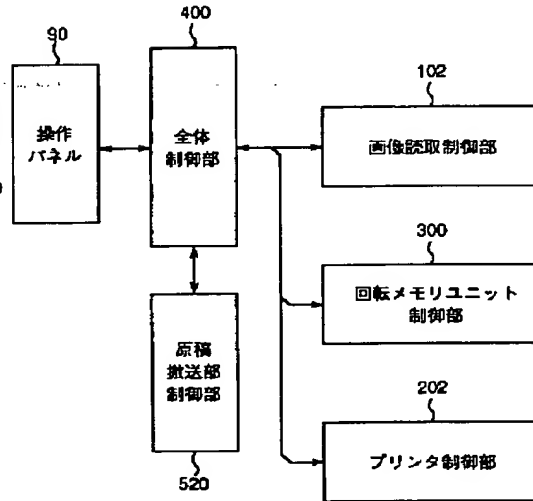 90
操作
パネル
400
全体
制御部
原稿
搬送部
制御部
520
102
画像読取制御部
300
回転メモリユニット
制御部
202
プリンタ制御部